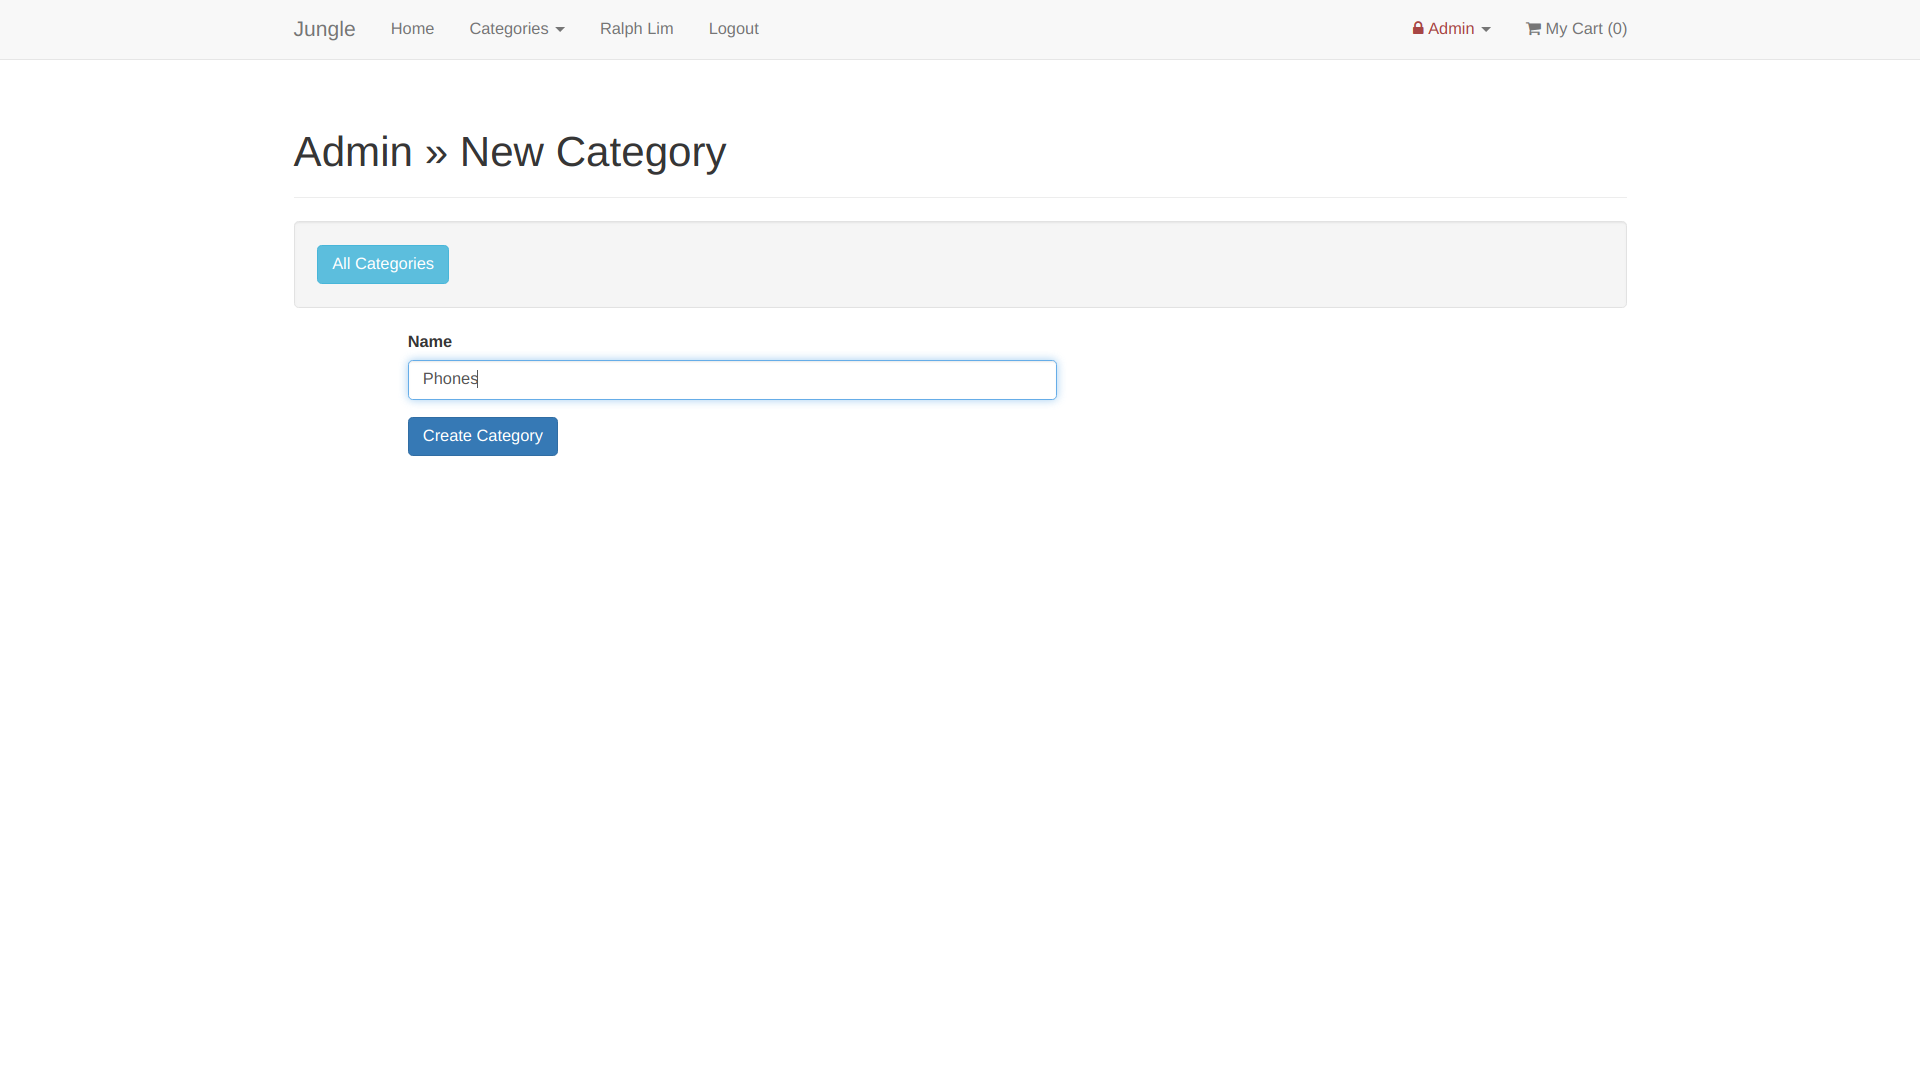 Jungle Home Categories Ralph Lim Logout Admin My Cart (0)
Admin » New Category
All Categories
Name
Phones
Create Category